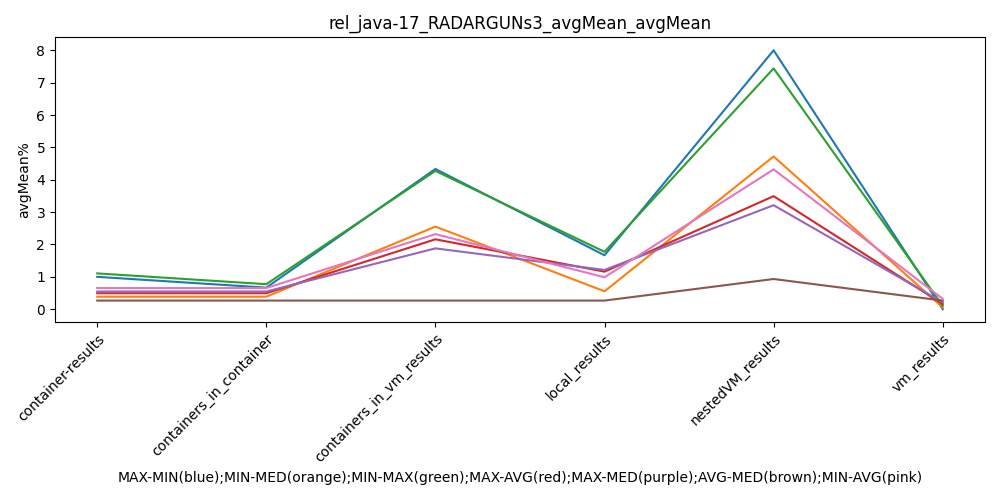 rel_java-17_RADARGUNs3_avgMean_avgMean
avgMean%
8
7
6
5
4
3
2
1
0
container-results
containers_in_container
containers_in_vm_results
local_results
nestedVM_results
vm_results
MAX-MIN(blue);MIN-MED(orange);MIN-MAX(green);MAX-AVG(red);MAX-MED(purple);AVG-MED(brown);MIN-AVG(pink)